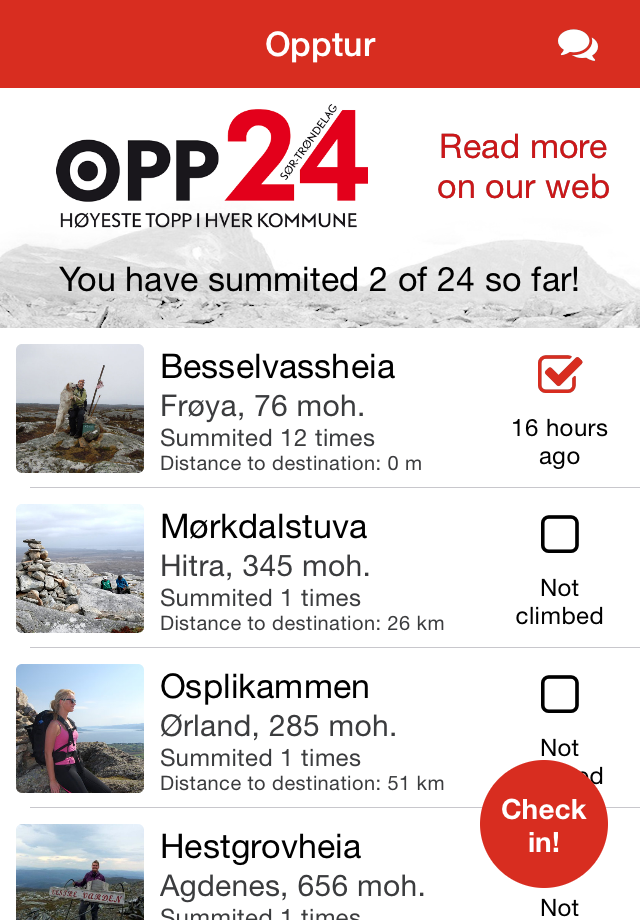 Opptur
OPP24
SØR-TRØNDELAG
HØYESTE TOPP I HVER KOMMUNE
Read more
on our web
You have summited 2 of 24 so far!
Besselvassheia
Frøya, 76 moh.
Summited 12 times
Distance to destination: 0 m
16 hours
ago
Mørkdalstuva
Hitra, 345 moh.
Summited 1 times
Distance to destination: 26 km
Not
climbed
Osplikammen
Ørland, 285 moh.
Summited 1 times
Distance to destination: 51 km
Not
Check
in!
Hestgrovheia
Agdenes, 656 moh.
Summited 1 times
Not